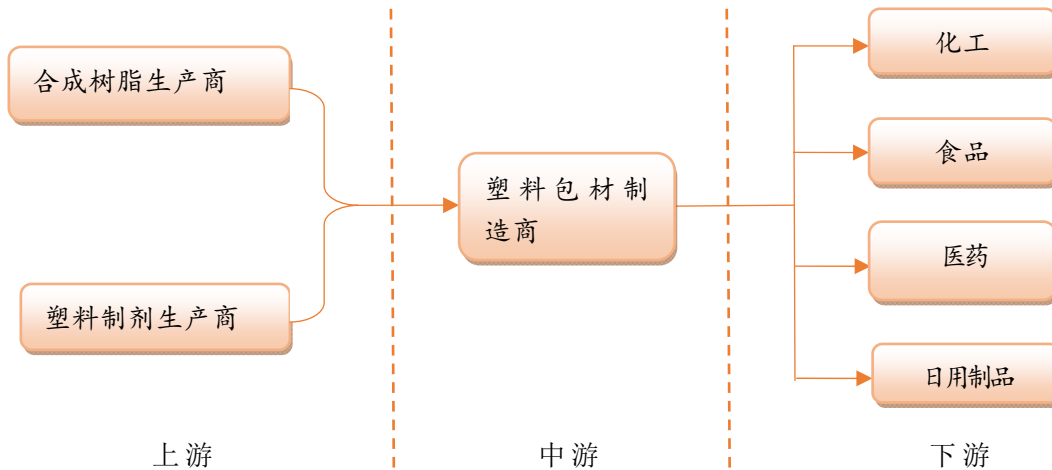 合成树脂生产商
塑料制剂生产商
塑料包材制
造商
化工
食品
医药
日用制品
上游
中游
下游